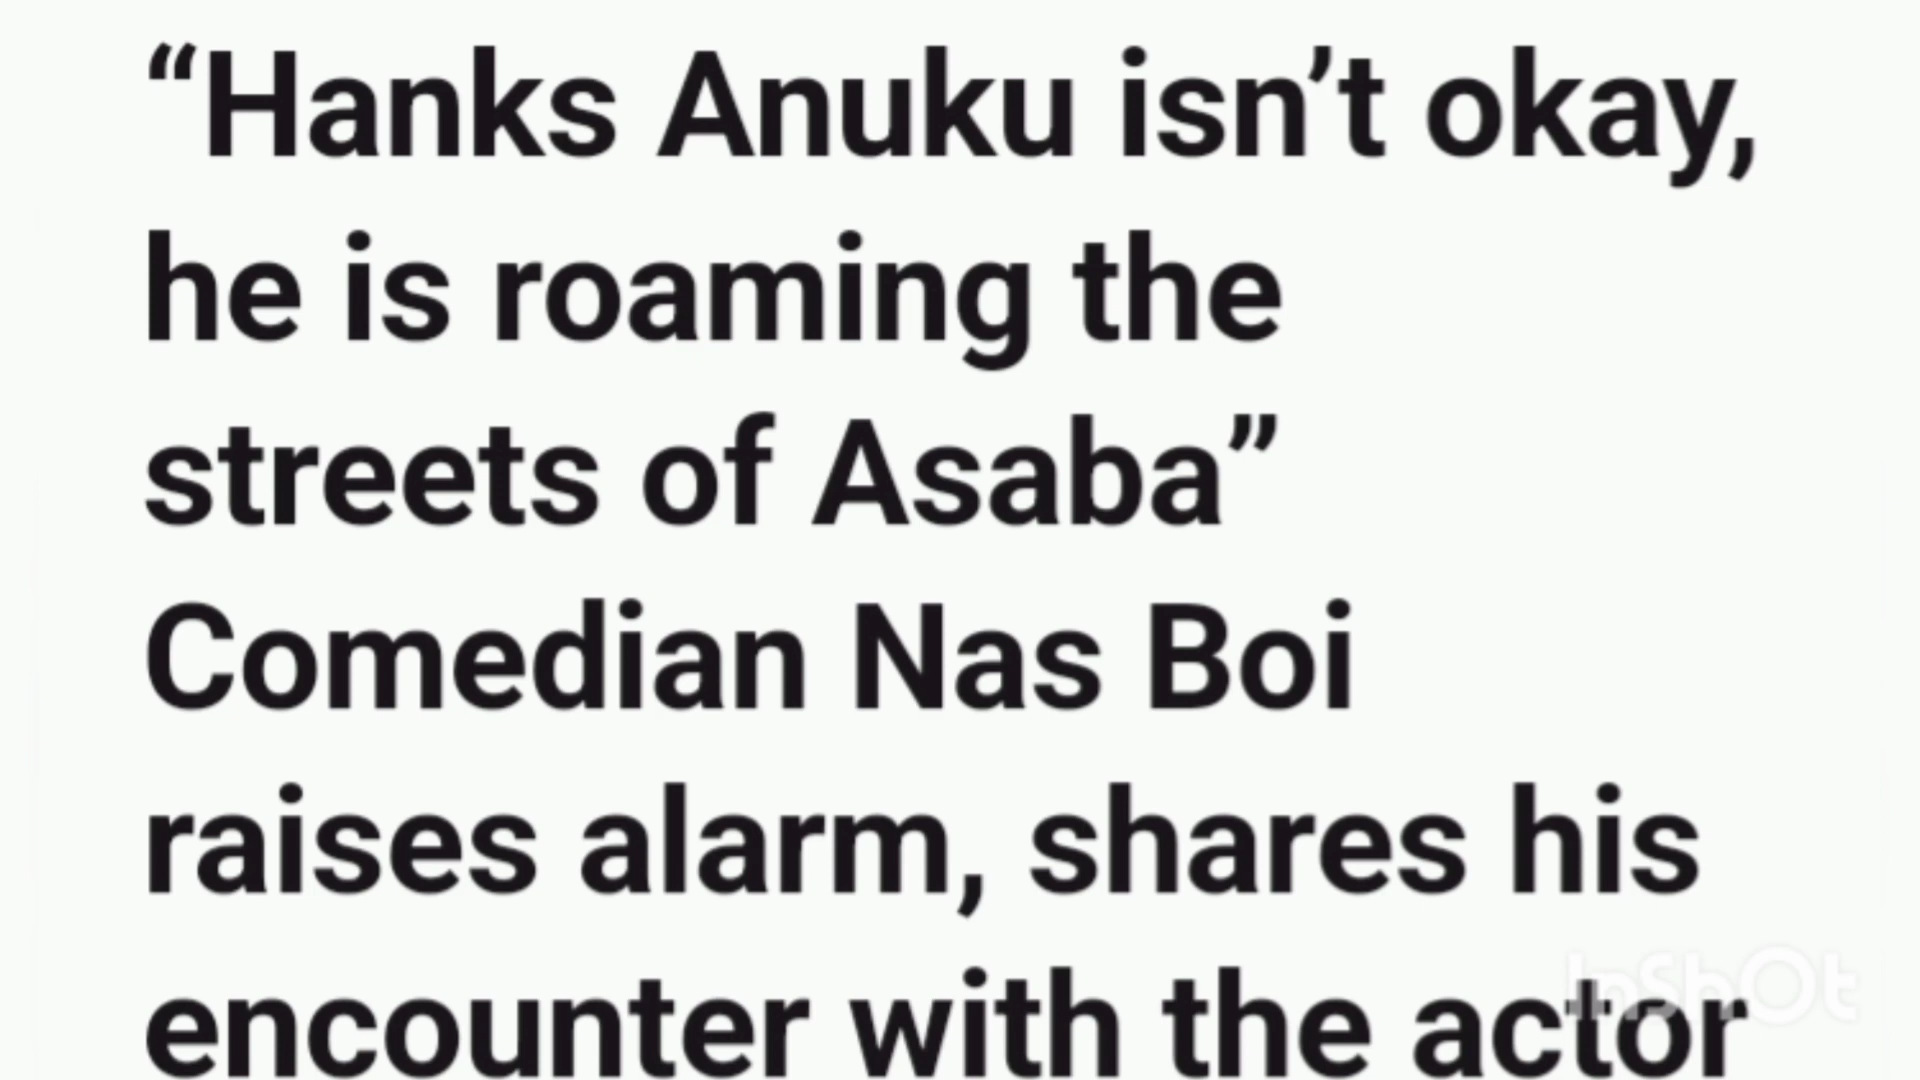 “Hanks Anuku isn’t okay,
he is roaming the
streets of Asaba”
Comedian Nas Boi
raises alarm, shares his
encounter with the actor
InShOt